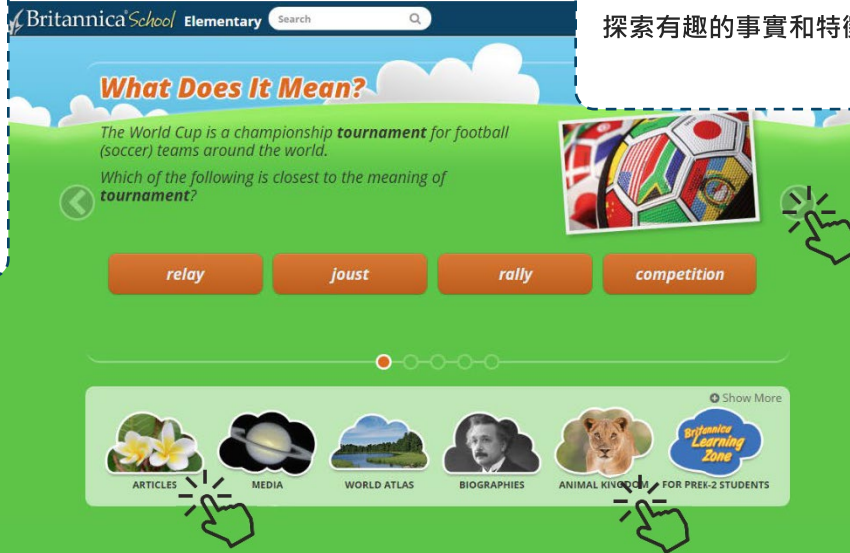 Britannica School Elementary
Search
探索有趣的事實和特
What Does It Mean?
The World Cup is a championship tournament for football
(soccer) teams around the world.
Which of the following is closest to the meaning of
tournament?
relay
joust
rally
competition
Show More
ARTICLES
MEDIA
WORLD ATLAS
BIOGRAPHIES
ANIMAL KINGDOM
Britannica
Learning
Zone
FOR PREK-2 STUDENTS